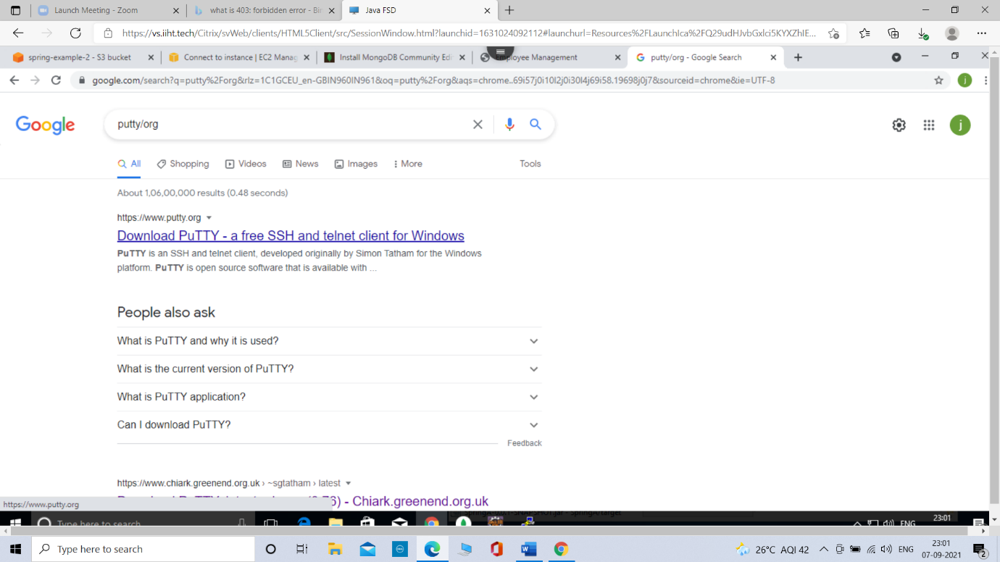 Launch Meeting - Zoom
what is 403: forbidden error - Bin
Java FSD
https://vs.iiht.tech/Citrix/svWeb/clients/HTML5Client/src/SessionWindow.html?launchid=1631024092112#launchurl=Resources%2FLaunchIca%2FQ29udHJvbGxlci5KYXZhIE...
spring-example-2 - S3 bucket
Connect to instance | EC2 Manag
Install MongoDB Community Edi
Employee Management
putty/org - Google Search
google.com/search?q=putty%2Forg&rlz=1C1GCEU_en-GBIN960IN961&oq=putty%2Forg&aqs=chrome..69i57j0i10l2j0i30l4j69i58.19698j0j7&sourceid=chrome&ie=UTF-8
j
Google
putty/org
j
All
Shopping
Videos
News
Images
More
Tools
About 1,06,00,000 results (0.48 seconds)
https://www.putty.org
Download PuTTY - a free SSH and telnet client for Windows
PuTTY is an SSH and telnet client, developed originally by Simon Tatham for the Windows
platform. PuTTY is open source software that is available with ...
People also ask
What is PuTTY and why it is used?
What is the current version of PuTTY?
What is PuTTY application?
Can I download PuTTY?
Feedback
https://www.chiark.greenend.org.uk › ~sgtatham › latest
- Chiark.greenend.org.uk
https://www.putty.org
Type here to search
ENG
23:01
Type here to search
26°C AQI 42
ENG
23:01
07-09-2021
2